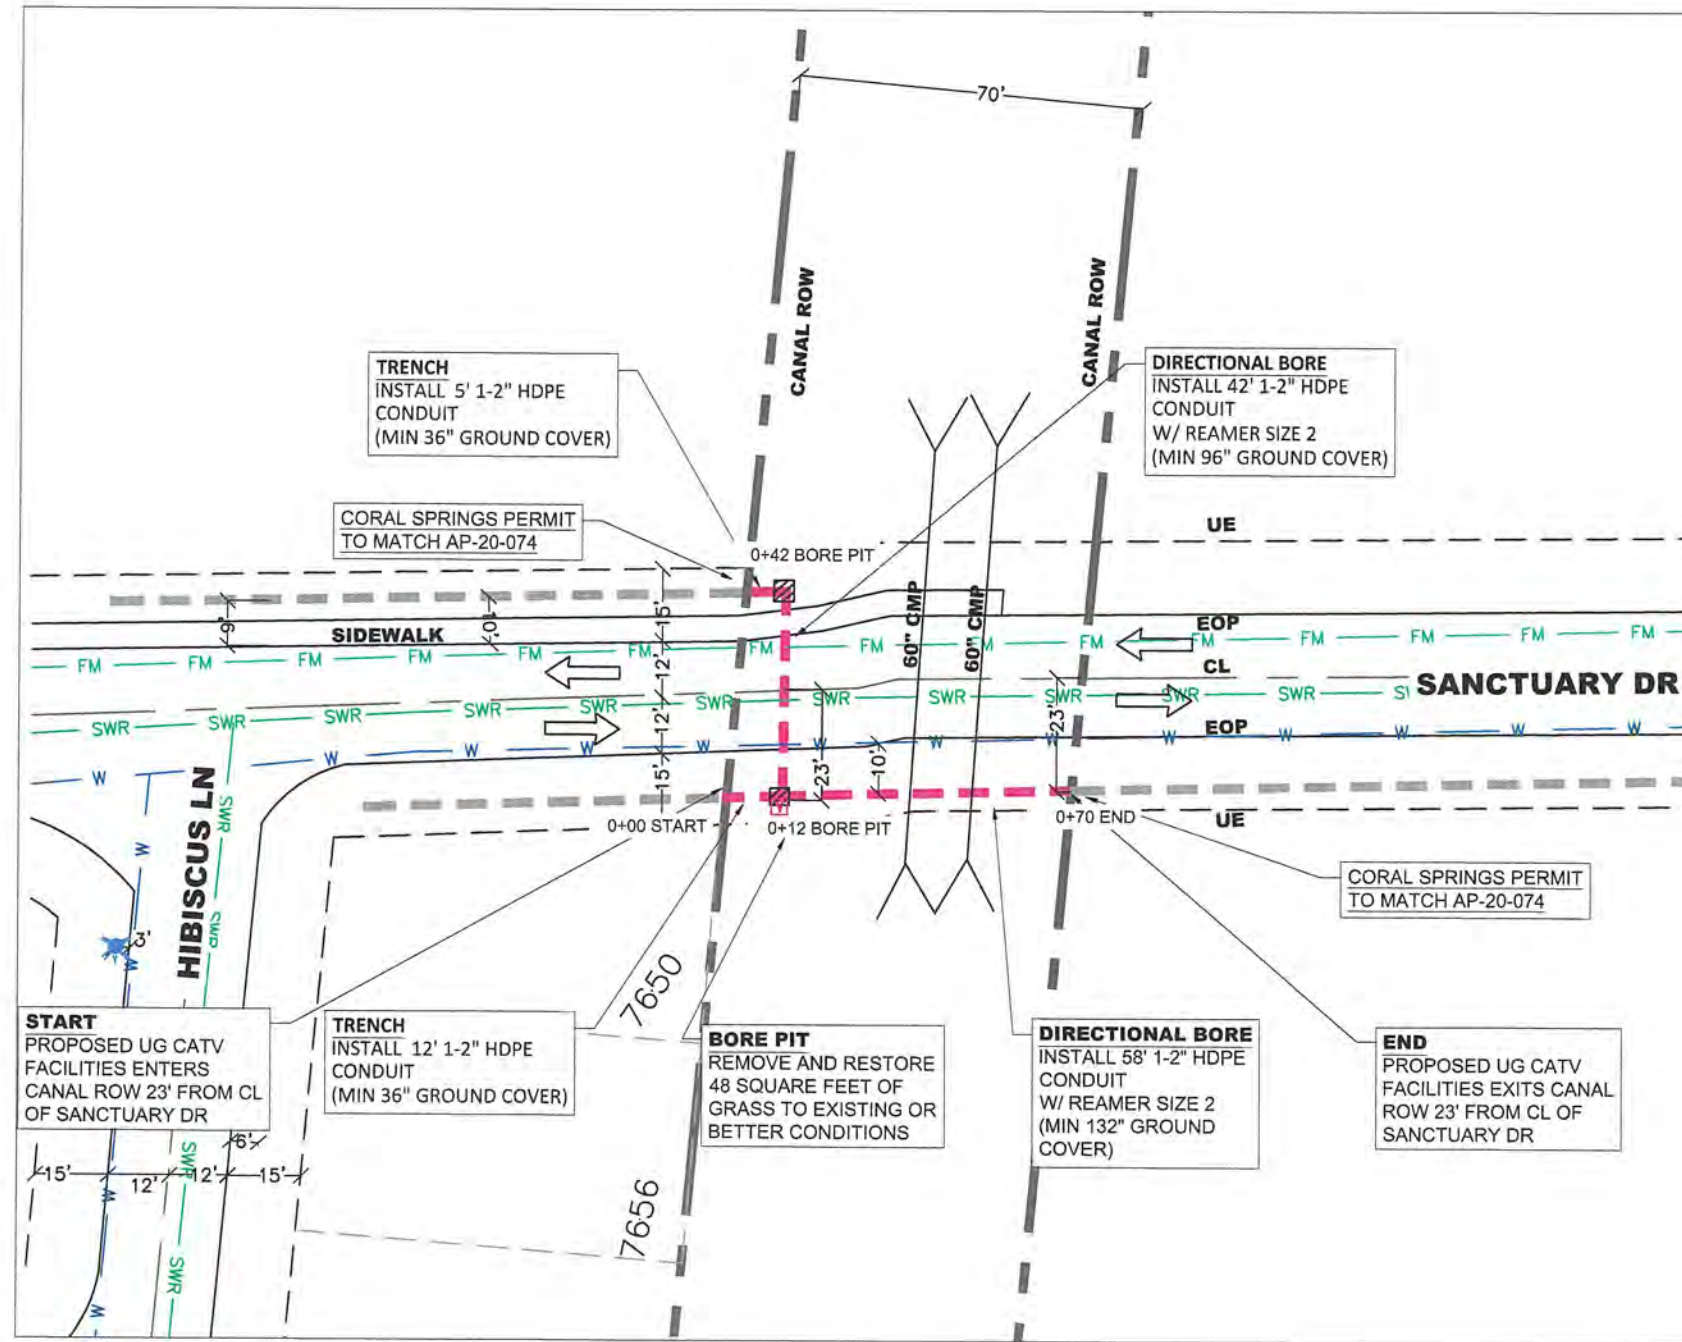 70'
CANAL ROW
CANAL ROW
TRENCH
INSTALL 5' 1-2" HDPE
CONDUIT
(MIN 36" GROUND COVER)
DIRECTIONAL BORE
INSTALL 42' 1-2" HDPE
CONDUIT
W/ REAMER SIZE 2
(MIN 96" GROUND COVER)
CORAL SPRINGS PERMIT
TO MATCH AP-20-074
0+42 BORE PIT
UE
9'
10'
15'
SIDEWALK
60" CMP
60" CMP
EOP
FM FM FM FM FM FM FM FM FM FM FM FM FM
12'
CL
SANCTUARY DR
SWR SWR SWR SWR SWR SWR SWR SWR SWR SWR SWR
12'
23'
EOP
W W W W W W W W W W W W W W
15'
23'
10'
0+00 START
0+12 BORE PIT
0+70 END
UE
HIBISCUS LN
SWR
W
SWR
3'
W
CORAL SPRINGS PERMIT
TO MATCH AP-20-074
7650
START
PROPOSED UG CATV
FACILITIES ENTERS
CANAL ROW 23' FROM CL
OF SANCTUARY DR
TRENCH
INSTALL 12' 1-2" HDPE
CONDUIT
(MIN 36" GROUND COVER)
BORE PIT
REMOVE AND RESTORE
48 SQUARE FEET OF
GRASS TO EXISTING OR
BETTER CONDITIONS
DIRECTIONAL BORE
INSTALL 58' 1-2" HDPE
CONDUIT
W/ REAMER SIZE 2
(MIN 132" GROUND
COVER)
END
PROPOSED UG CATV
FACILITIES EXITS CANAL
ROW 23' FROM CL OF
SANCTUARY DR
6'
SWR
15'
12'
12'
15'
W
7656
SWR
W